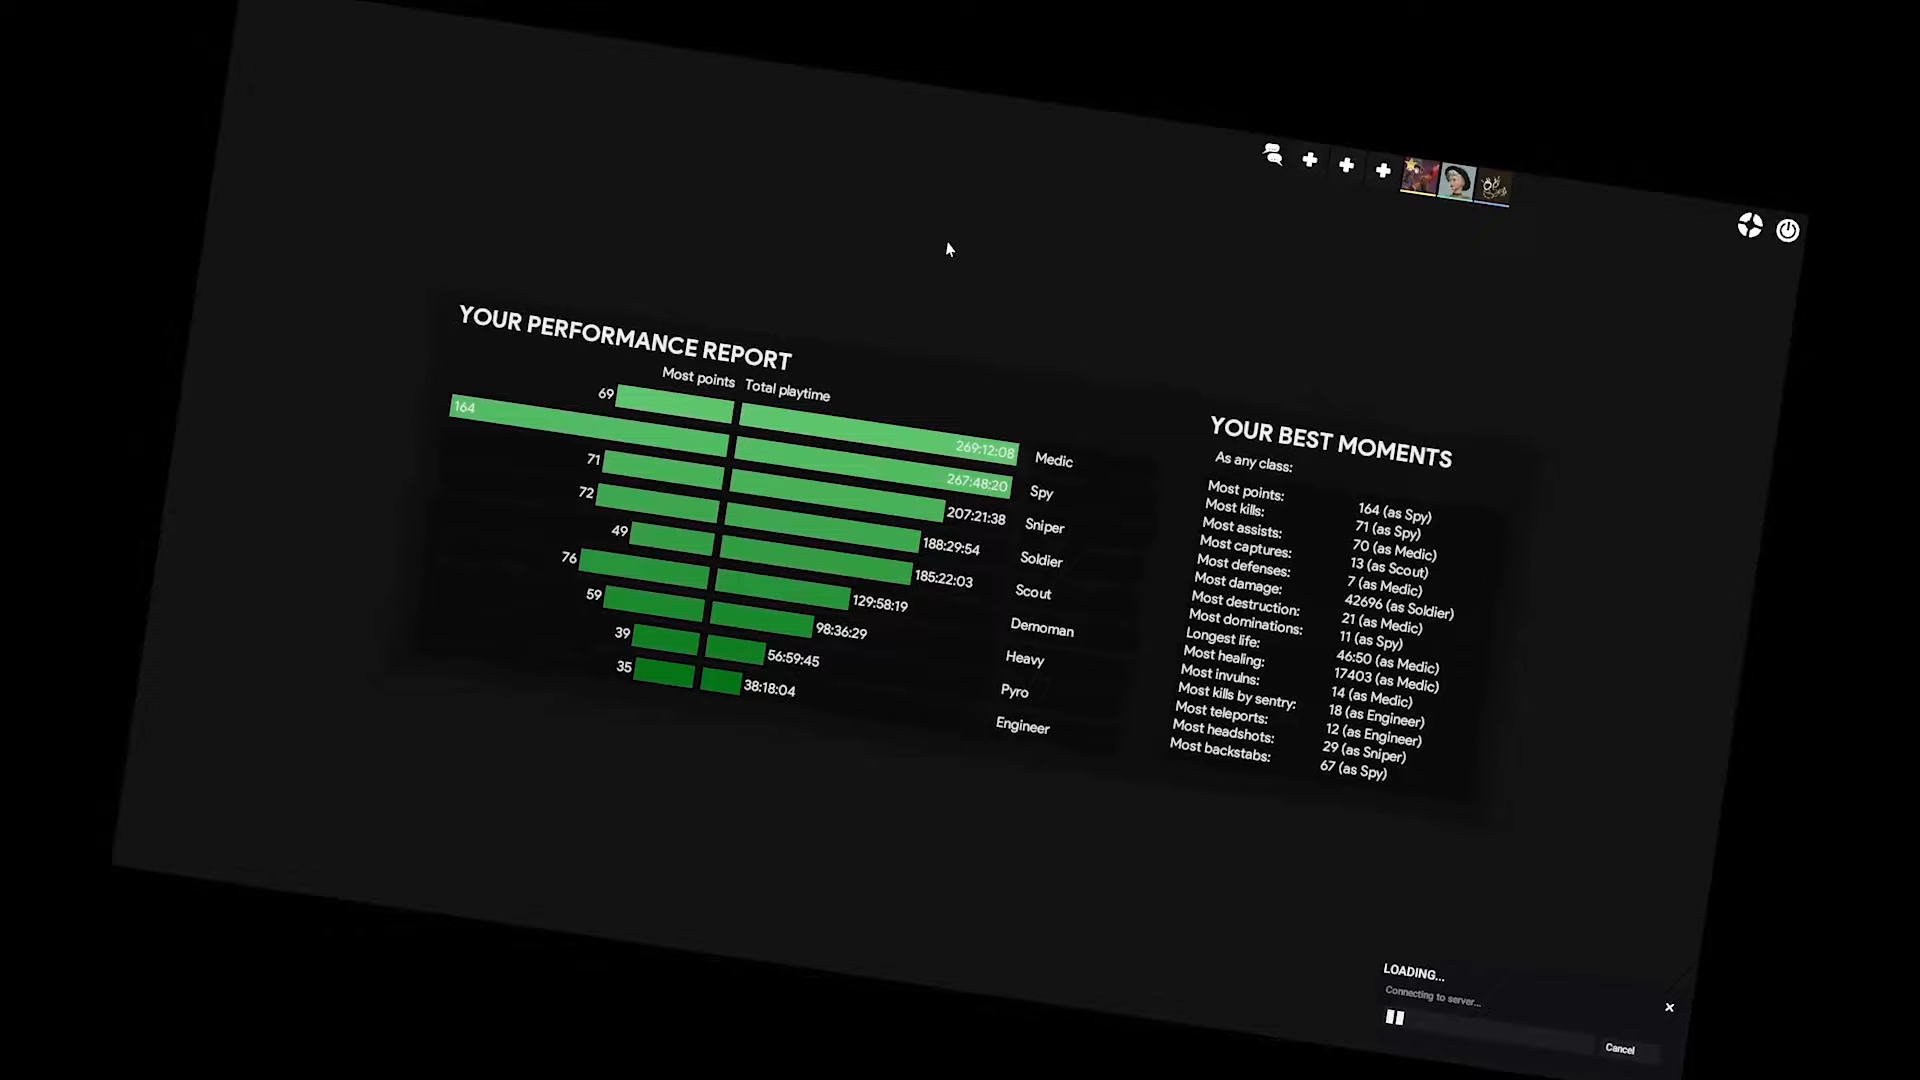 YOUR PERFORMANCE REPORT
Most points Total playtime
69 269:12:08 Medic
164 267:48:20 Spy
71 207:21:38 Sniper
72 188:29:54 Soldier
49 185:22:03 Scout
76 129:58:19 Demoman
59 98:36:29 Heavy
39 56:59:45 Pyro
35 38:18:04 Engineer
YOUR BEST MOMENTS
As any class:
Most points: 164 (as Spy)
Most kills: 71 (as Spy)
Most assists: 70 (as Medic)
Most captures: 13 (as Scout)
Most defenses: 7 (as Medic)
Most damage: 42696 (as Soldier)
Most destruction: 21 (as Medic)
Most dominations: 11 (as Spy)
Longest life: 46:50 (as Medic)
Most healing: 17403 (as Medic)
Most invulns: 14 (as Medic)
Most kills by sentry: 18 (as Engineer)
Most teleports: 12 (as Engineer)
Most headshots: 29 (as Sniper)
Most backstabs: 67 (as Spy)
LOADING...
Connecting to server...
Cancel